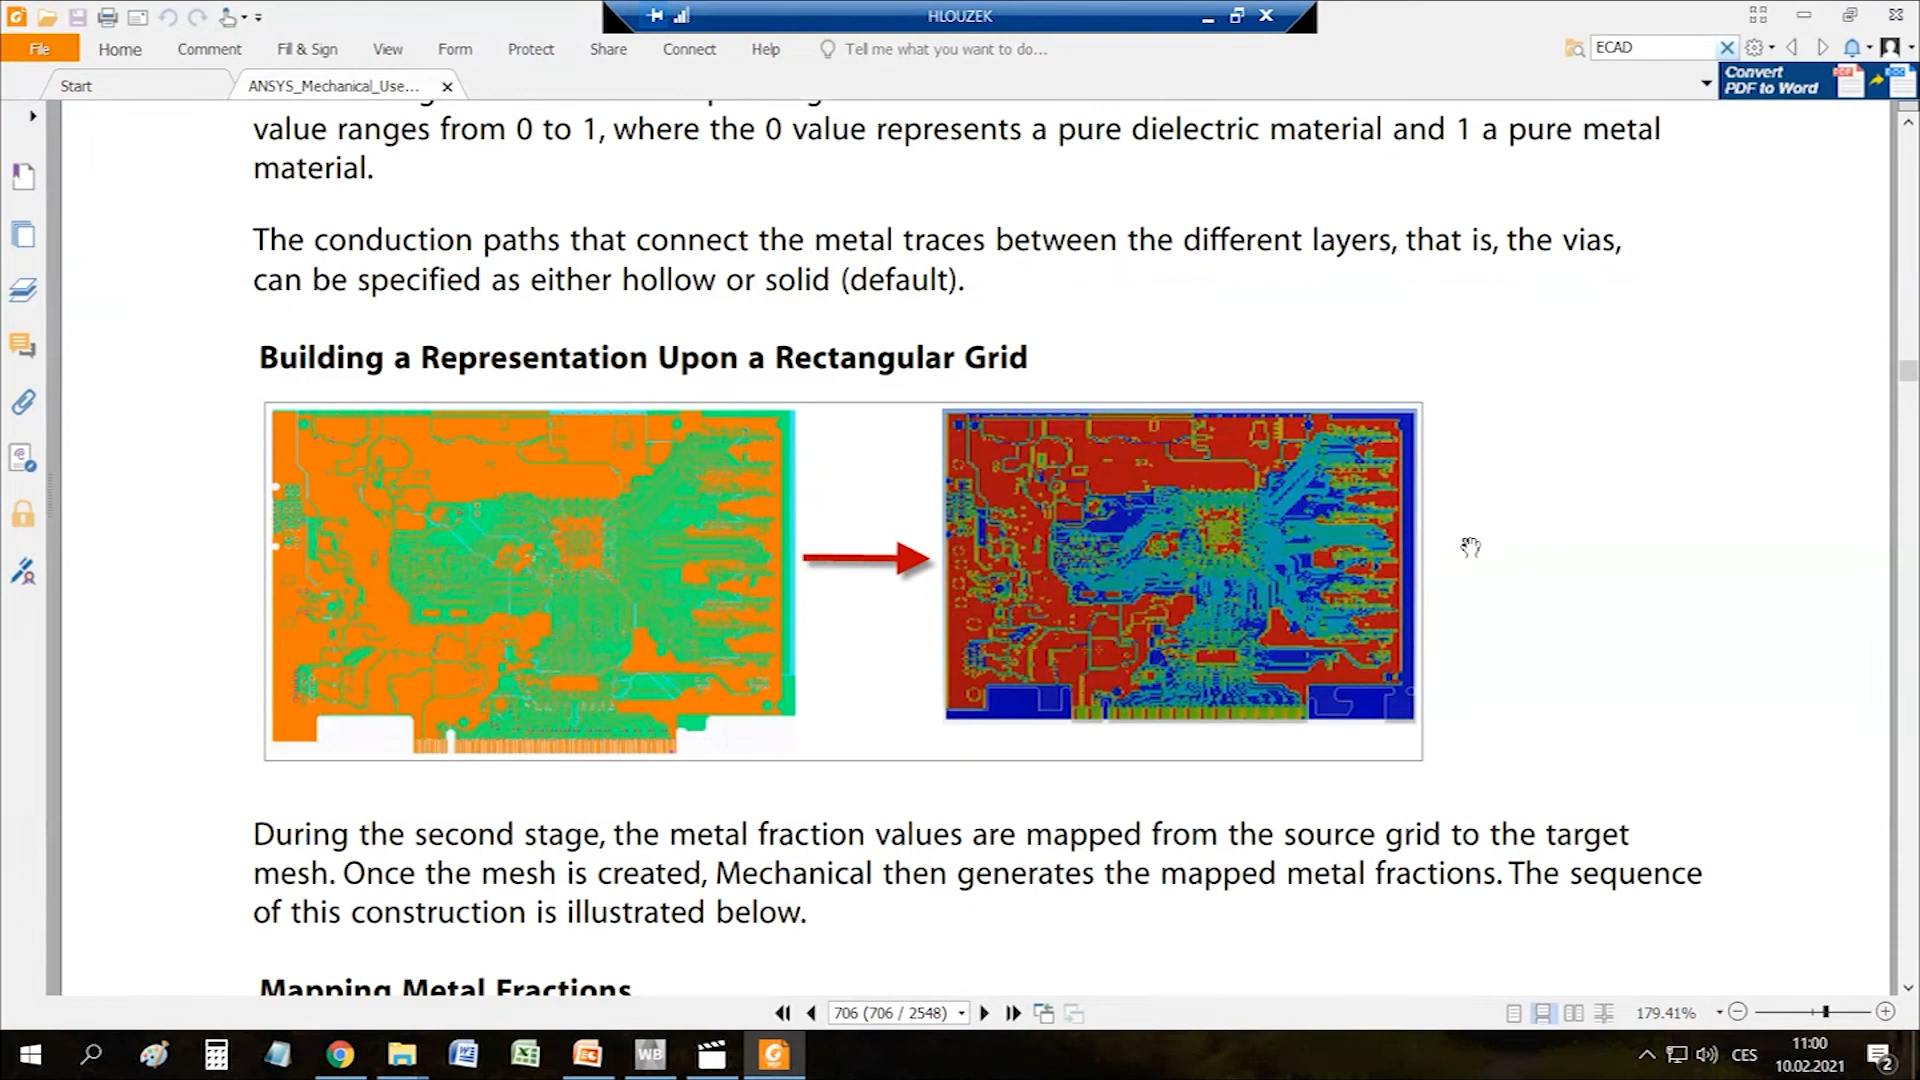 HLOUZEK
File Home Comment Fill & Sign View Form Protect Share Connect Help Tell me what you want to do... ECAD
Start ANSYS_Mechanical_Use...
Convert
PDF to Word
value ranges from 0 to 1, where the 0 value represents a pure dielectric material and 1 a pure metal
material.
The conduction paths that connect the metal traces between the different layers, that is, the vias,
can be specified as either hollow or solid (default).
Building a Representation Upon a Rectangular Grid
During the second stage, the metal fraction values are mapped from the source grid to the target
mesh. Once the mesh is created, Mechanical then generates the mapped metal fractions. The sequence
of this construction is illustrated below.
Mapping Metal Fractions
706 (706 / 2548) 179.41%
WB
CES
11:00
10.02.2021
2